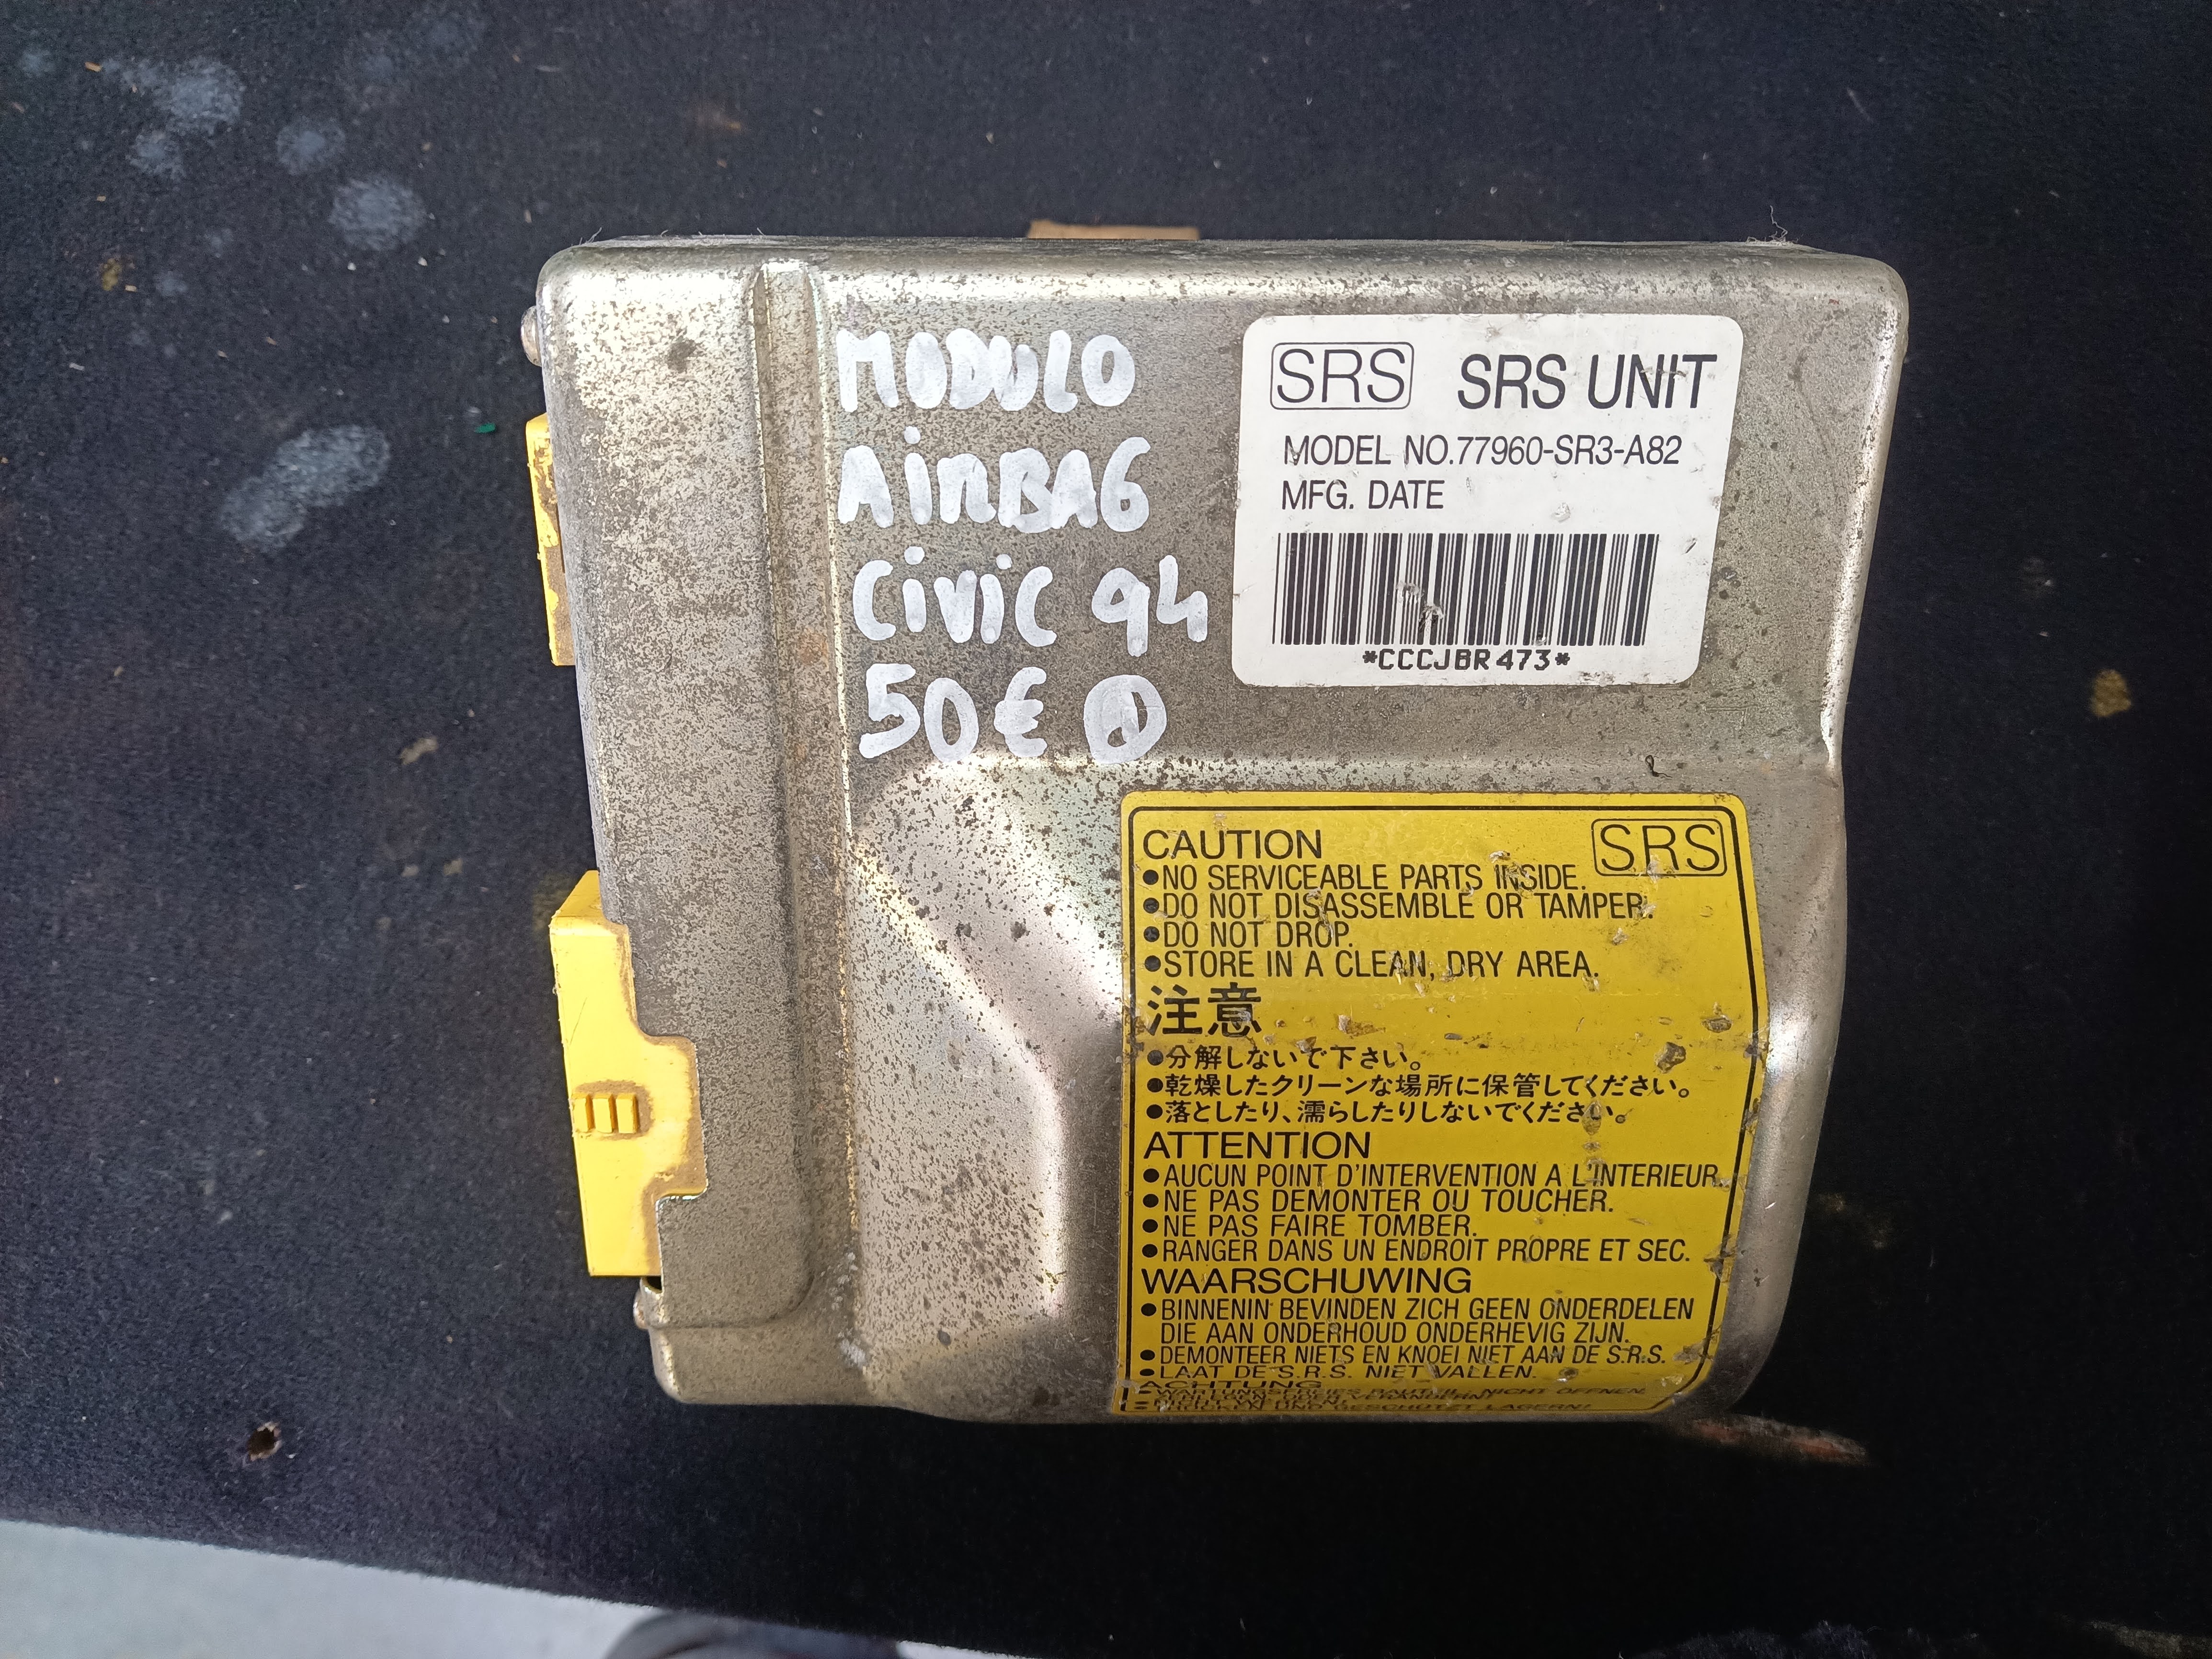 MODULO
AiRBAG
CiViC 94
50€ ①
SRS SRS UNIT
MODEL NO.77960-SR3-A82
MFG. DATE
*CCCJBR473*
CAUTION SRS
●NO SERVICEABLE PARTS INSIDE.
●DO NOT DISASSEMBLE OR TAMPER.
●DO NOT DROP.
●STORE IN A CLEAN, DRY AREA.
注意
●分解しないで下さい。
●乾燥したクリーンな場所に保管してください。
●落としたり、濡らしたりしないでください。
ATTENTION
●AUCUN POINT D'INTERVENTION A L'INTERIEUR.
●NE PAS DEMONTER OU TOUCHER.
●NE PAS FAIRE TOMBER.
●RANGER DANS UN ENDROIT PROPRE ET SEC.
WAARSCHUWING
●BINNENIN BEVINDEN ZICH GEEN ONDERDELEN
DIE AAN ONDERHOUD ONDERHEVIG ZIJN.
●DEMONTEER NIETS EN KNOEI NIET AAN DE S.R.S.
●LAAT DE S.R.S. NIET VALLEN.
ACHTUNG
WARTUNGSFREIES BAUTEIL, NICHT ÖFFNEN,